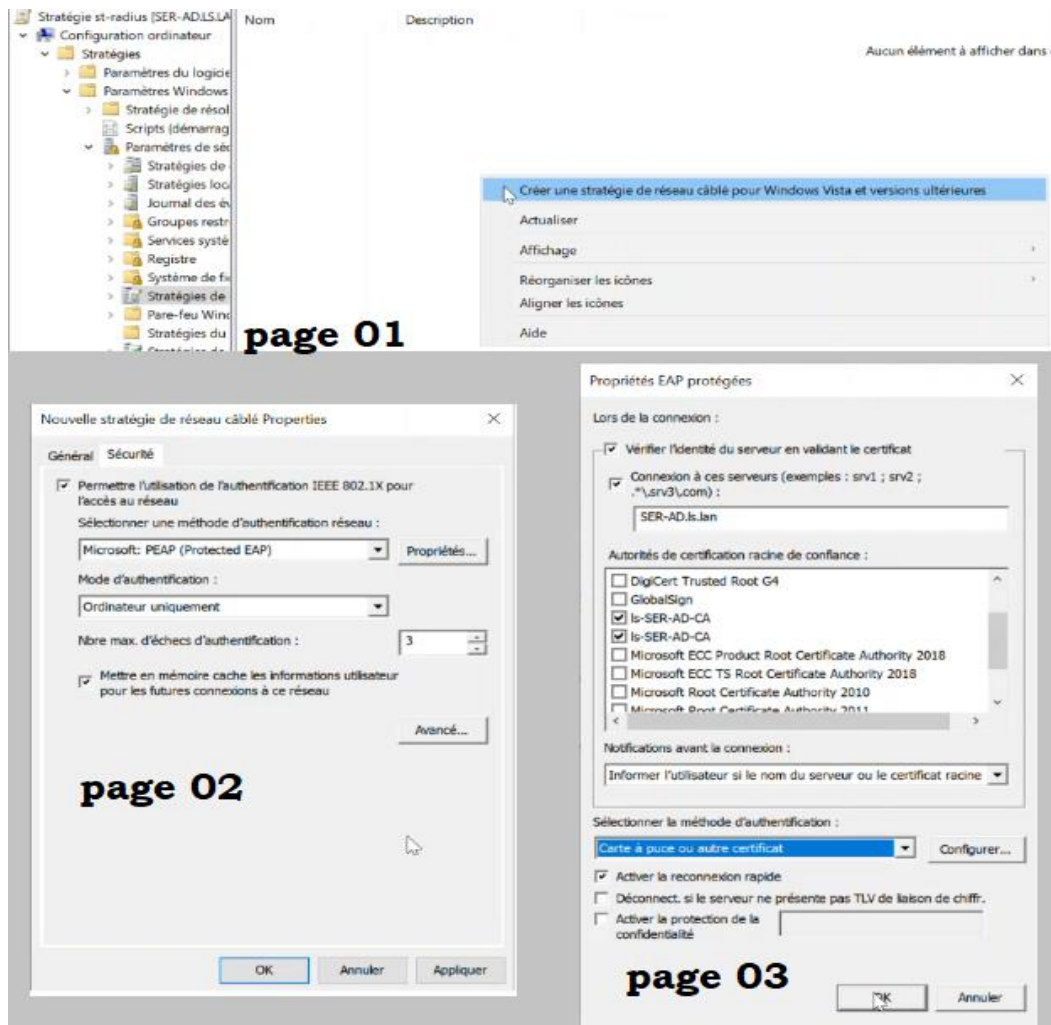 Stratégie st-radius [SER-AD.LS.LA
Configuration ordinateur
Stratégies
Paramètres du logicie
Paramètres Windows
Stratégie de résol
Scripts (démarrag
Paramètres de séc
Stratégies de
Stratégies loca
Journal des év
Groupes restr
Services systè
Registre
Système de fic
Stratégies de
Pare-feu Wind
Stratégies du
Nom Description
Aucun élément à afficher dans
Créer une stratégie de réseau câblé pour Windows Vista et versions ultérieures
Actualiser
Affichage
Réorganiser les icônes
Aligner les icônes
Aide
page 01
Nouvelle stratégie de réseau câblé Properties
Général Sécurité
Permettre l'utilisation de l'authentification IEEE 802.1X pour
l'accès au réseau
Sélectionner une méthode d'authentification réseau :
Microsoft: PEAP (Protected EAP) Propriétés...
Mode d'authentification :
Ordinateur uniquement
Nbre max. d'échecs d'authentification : 3
Mettre en mémoire cache les informations utilisateur
pour les futures connexions à ce réseau
Avancé...
page 02
OK Annuler Appliquer
Propriétés EAP protégées
Lors de la connexion :
Vérifier l'identité du serveur en validant le certificat
Connexion à ces serveurs (exemples : srv1 ; srv2 ;
.*\.srv3\.com) :
SER-AD.ls.lan
Autorités de certification racine de confiance :
DigiCert Trusted Root G4
GlobalSign
ls-SER-AD-CA
ls-SER-AD-CA
Microsoft ECC Product Root Certificate Authority 2018
Microsoft ECC TS Root Certificate Authority 2018
Microsoft Root Certificate Authority 2010
Microsoft Root Certificate Authority 2011
Notifications avant la connexion :
Informer l'utilisateur si le nom du serveur ou le certificat racine
Sélectionner la méthode d'authentification :
Carte à puce ou autre certificat Configurer...
Activer la reconnexion rapide
Déconnect. si le serveur ne présente pas TLV de liaison de chiffr.
Activer la protection de la
confidentialité
page 03
OK Annuler